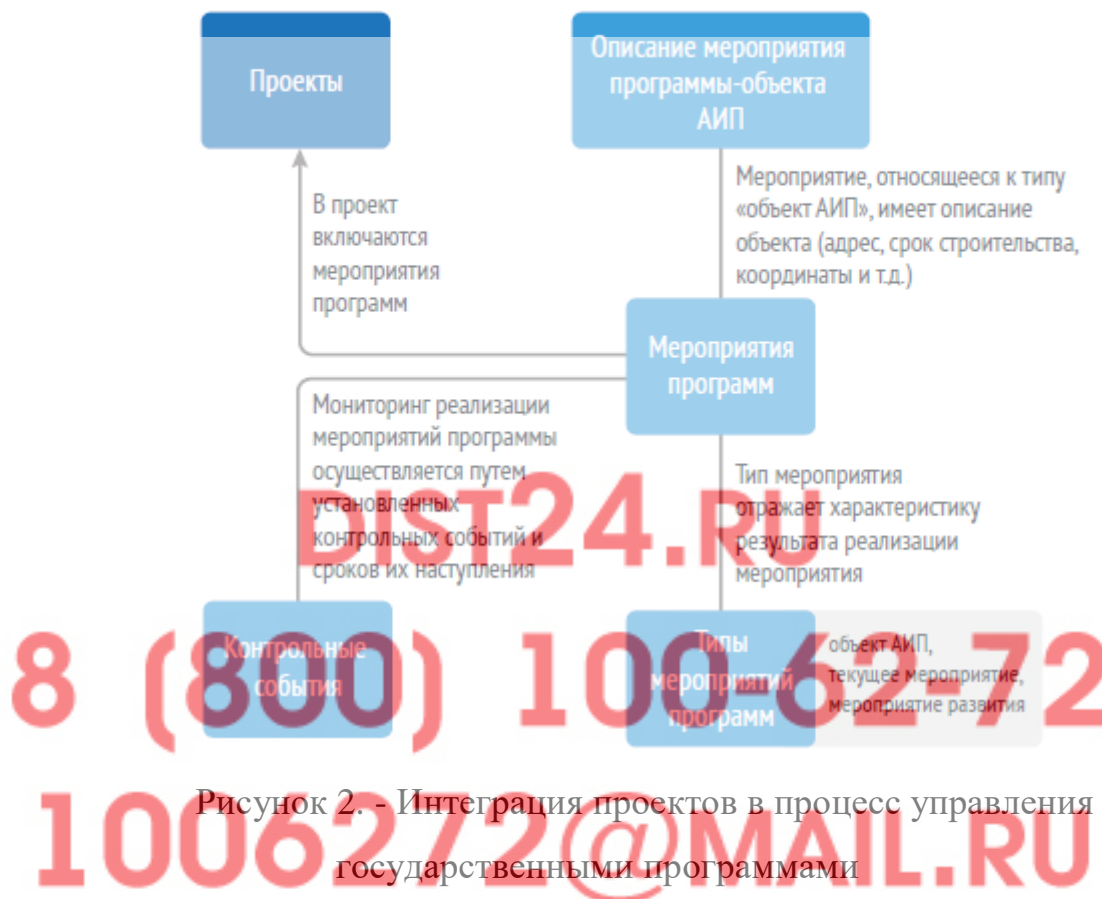 Проекты
Описание мероприятия
программы-объекта
АИП
В проект
включаются
мероприятия
программ
Мероприятие, относящееся к типу
«объект АИП», имеет описание
объекта (адрес, срок строительства,
координаты и т.д.)
Мероприятия
программ
Мониторинг реализации
мероприятий программы
осуществляется путем
установленных
контрольных событий и
сроков их наступления
Тип мероприятия
отражает характеристику
результата реализации
мероприятия
DIST24.RU
Контрольные
события
Типы
мероприятий
программ
объект АИП,
текущее мероприятие,
мероприятие развития
8 (800) 100-62-72
Рисунок 2. - Интеграция проектов в процесс управления
государственными программами
1006272@MAIL.RU